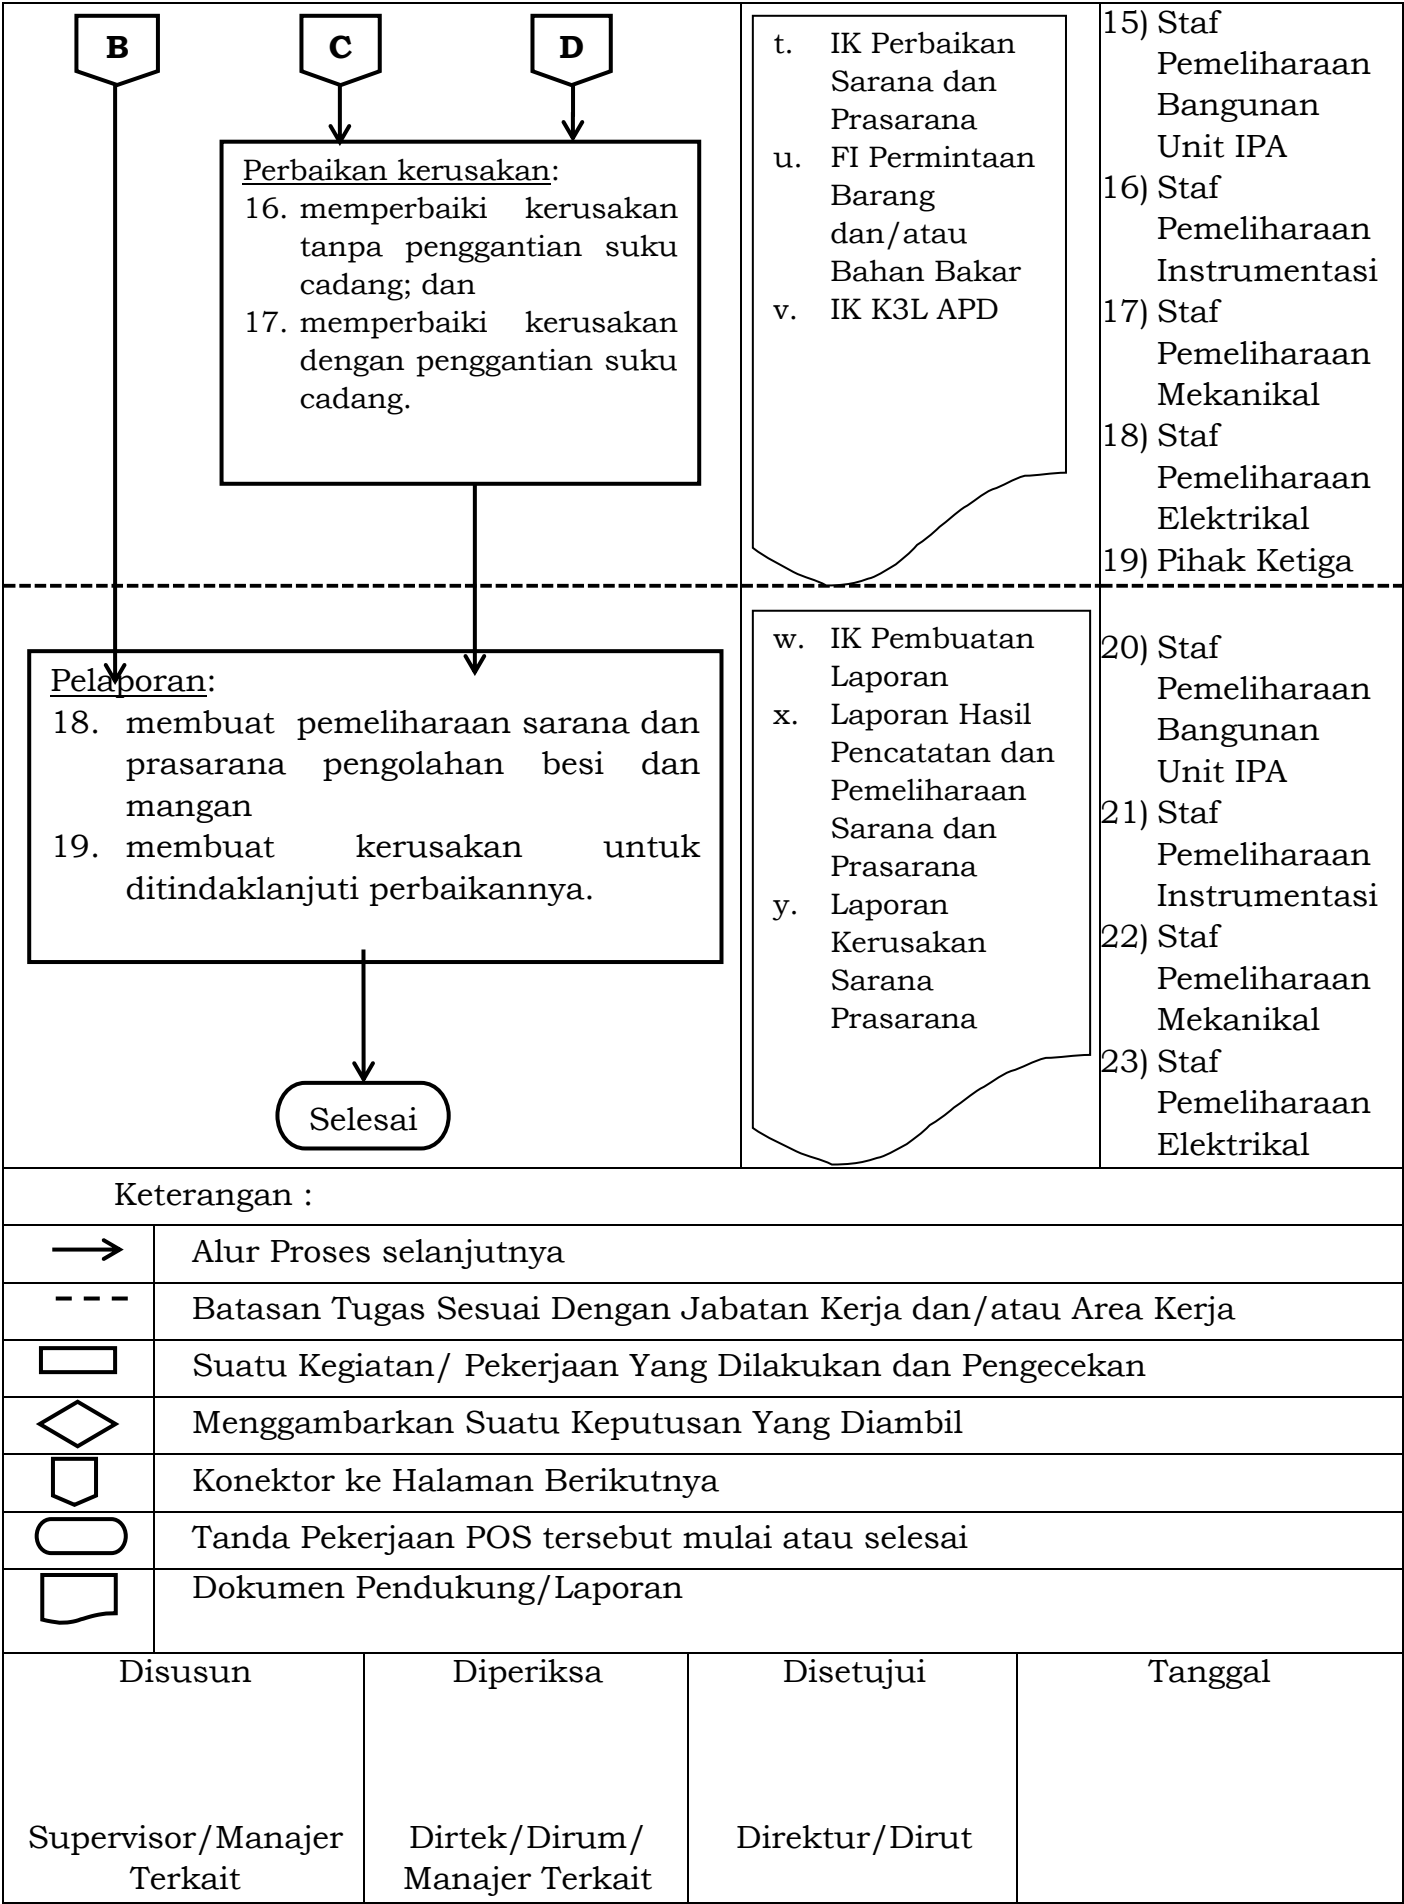 B
C
D
Perbaikan kerusakan:
16. memperbaiki kerusakan
tanpa penggantian suku
cadang; dan
17. memperbaiki kerusakan
dengan penggantian suku
cadang.
t. IK Perbaikan
Sarana dan
Prasarana
u. FI Permintaan
Barang
dan/atau
Bahan Bakar
v. IK K3L APD
15) Staf
Pemeliharaan
Bangunan
Unit IPA
16) Staf
Pemeliharaan
Instrumentasi
17) Staf
Pemeliharaan
Mekanikal
18) Staf
Pemeliharaan
Elektrikal
19) Pihak Ketiga
Pelaporan:
18. membuat pemeliharaan sarana dan
prasarana pengolahan besi dan
mangan
19. membuat kerusakan untuk
ditindaklanjuti perbaikannya.
Selesai
w. IK Pembuatan
Laporan
x. Laporan Hasil
Pencatatan dan
Pemeliharaan
Sarana dan
Prasarana
y. Laporan
Kerusakan
Sarana
Prasarana
20) Staf
Pemeliharaan
Bangunan
Unit IPA
21) Staf
Pemeliharaan
Instrumentasi
22) Staf
Pemeliharaan
Mekanikal
23) Staf
Pemeliharaan
Elektrikal
Keterangan :
Alur Proses selanjutnya
Batasan Tugas Sesuai Dengan Jabatan Kerja dan/atau Area Kerja
Suatu Kegiatan/ Pekerjaan Yang Dilakukan dan Pengecekan
Menggambarkan Suatu Keputusan Yang Diambil
Konektor ke Halaman Berikutnya
Tanda Pekerjaan POS tersebut mulai atau selesai
Dokumen Pendukung/Laporan
Disusun
Supervisor/Manajer
Terkait
Diperiksa
Dirtek/Dirum/
Manajer Terkait
Disetujui
Direktur/Dirut
Tanggal